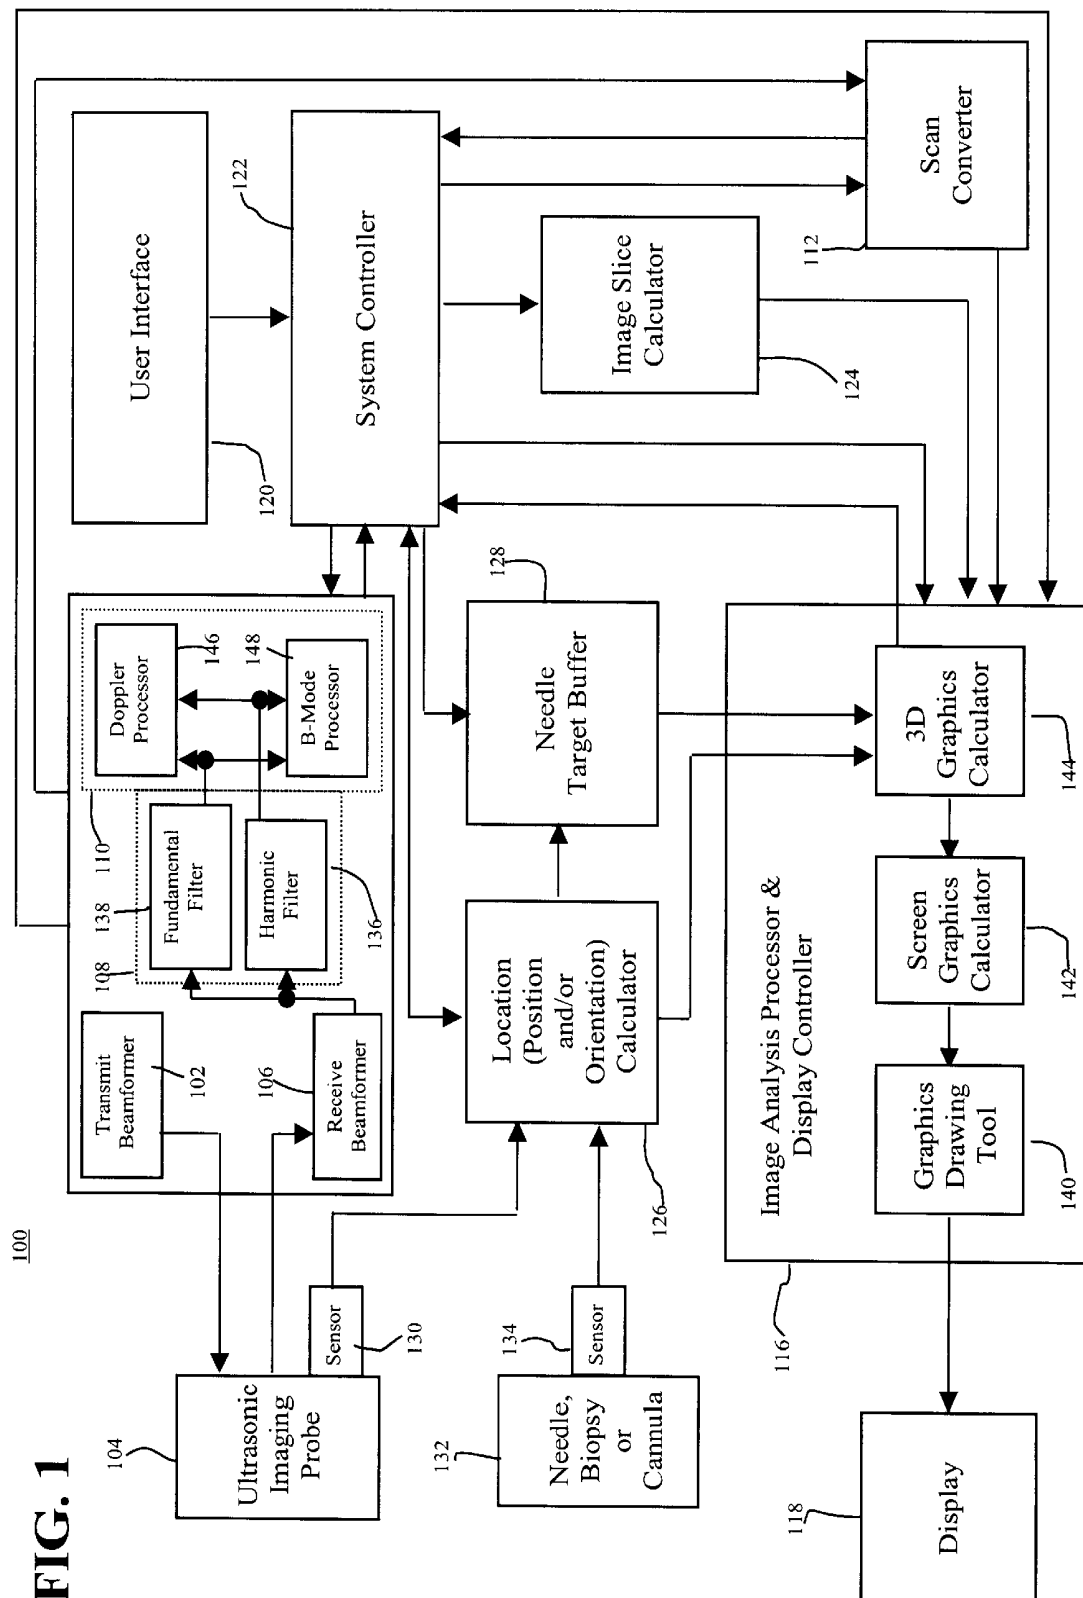 FIG. 1
100
104
Ultrasonic
Imaging
Probe
Sensor
130
132
Needle,
Biopsy
or
Cannula
134
Sensor
118
Display
Transmit
Beamformer
102
106
Receive
Beamformer
108
138
Fundamental
Filter
Harmonic
Filter
136
110
Doppler
Processor
146
148
B-Mode
Processor
Location
(Position
and/or
Orientation)
Calculator
126
Needle
Target Buffer
128
116
Image Analysis Processor &
Display Controller
Graphics
Drawing
Tool
140
Screen
Graphics
Calculator
142
3D
Graphics
Calculator
144
User Interface
120
System Controller
122
Image Slice
Calculator
124
Scan
Converter
112